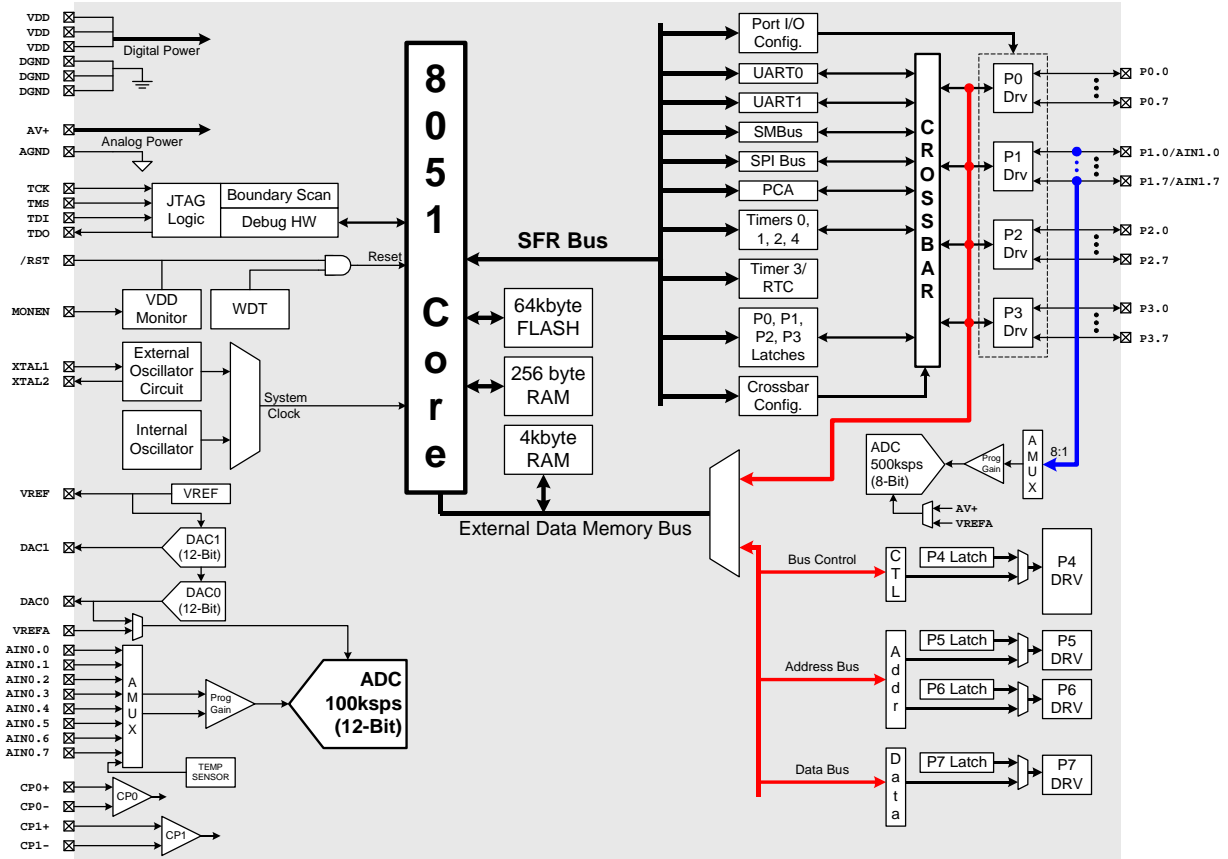 VDD
VDD
VDD
Digital Power
DGND
DGND
DGND
AV+
Analog Power
AGND
TCK
TMS
TDI
TDO
JTAG
Logic
Boundary Scan
Debug HW
/RST
Reset
MONEN
VDD
Monitor
WDT
XTAL1
XTAL2
External
Oscillator
Circuit
Internal
Oscillator
System
Clock
VREF
VREF
DAC1
DAC1
(12-Bit)
DAC0
DAC0
(12-Bit)
VREFA
AIN0.0
AIN0.1
AIN0.2
AIN0.3
AIN0.4
AIN0.5
AIN0.6
AIN0.7
AMUX
Prog
Gain
ADC
100ksps
(12-Bit)
TEMP
SENSOR
CP0+
CP0-
CP0
CP1+
CP1-
CP1
8051 Core
SFR Bus
64kbyte
FLASH
256 byte
RAM
4kbyte
RAM
External Data Memory Bus
Port I/O
Config.
UART0
UART1
SMBus
SPI Bus
PCA
Timers 0,
1, 2, 4
Timer 3/
RTC
P0, P1,
P2, P3
Latches
Crossbar
Config.
CROSSBAR
P0
Drv
P1
Drv
P2
Drv
P3
Drv
P0.0
P0.7
P1.0/AIN1.0
P1.7/AIN1.7
P2.0
P2.7
P3.0
P3.7
ADC
500ksps
(8-Bit)
Prog
Gain
AMUX
8:1
AV+
VREFA
Bus Control
CTL
P4 Latch
P4
DRV
Address Bus
Addr
P5 Latch
P5
DRV
P6 Latch
P6
DRV
Data Bus
Data
P7 Latch
P7
DRV